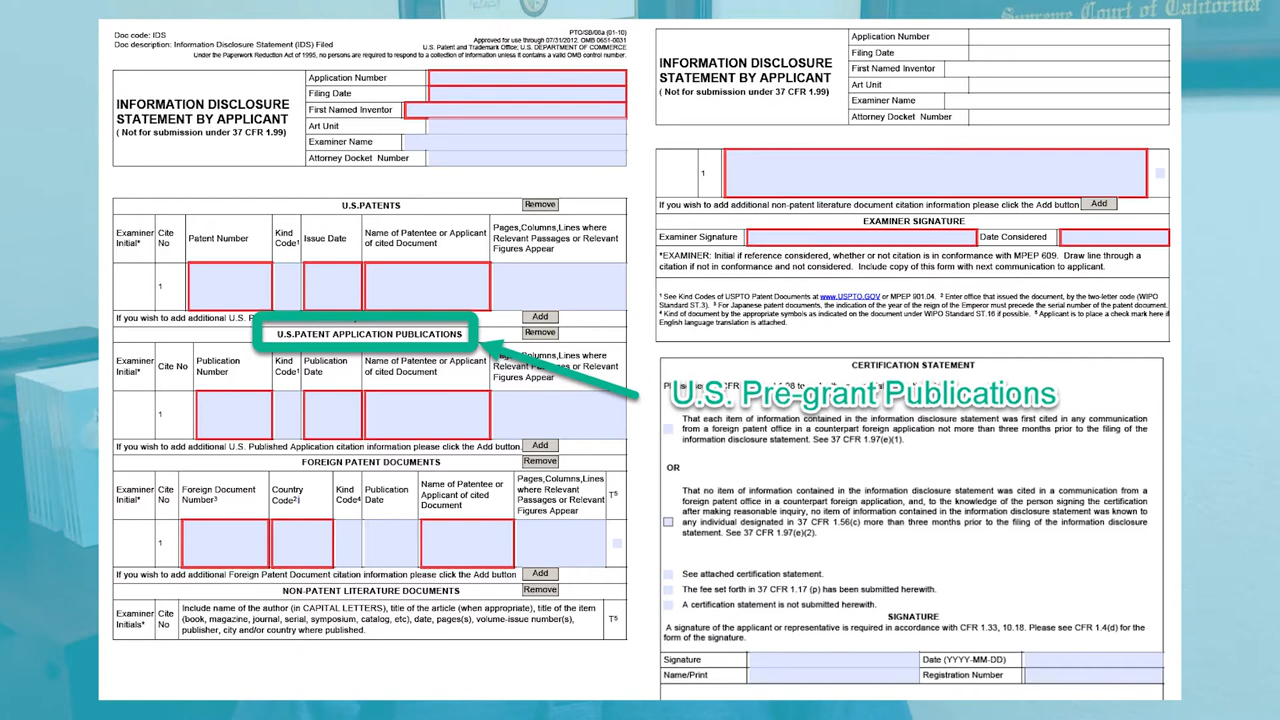 Supreme Court of California
Doc code: IDS
Doc description: Information Disclosure Statement (IDS) Filed
PTO/SB/08a (01-10)
Approved for use through 07/31/2012. OMB 0651-0031
U.S. Patent and Trademark Office; U.S. DEPARTMENT OF COMMERCE
Under the Paperwork Reduction Act of 1995, no persons are required to respond to a collection of information unless it contains a valid OMB control number.
INFORMATION DISCLOSURE
STATEMENT BY APPLICANT
( Not for submission under 37 CFR 1.99)
Application Number
Filing Date
First Named Inventor
Art Unit
Examiner Name
Attorney Docket Number
U.S.PATENTS
Remove
Examiner Initial*
Cite No
Patent Number
Kind Code1
Issue Date
Name of Patentee or Applicant of cited Document
Pages,Columns,Lines where Relevant Passages or Relevant Figures Appear
1
If you wish to add additional U.S.
Add
U.S.PATENT APPLICATION PUBLICATIONS
Remove
Examiner Initial*
Cite No
Publication Number
Kind Code1
Publication Date
Name of Patentee or Applicant of cited Document
Columns,Lines where Passages or Relevant Figures Appear
1
If you wish to add additional U.S. Published Application citation information please click the Add button.
Add
FOREIGN PATENT DOCUMENTS
Remove
Examiner Initial*
Cite No
Foreign Document Number3
Country Code2
Kind Code4
Publication Date
Name of Patentee or Applicant of cited Document
Pages,Columns,Lines where Relevant Passages or Relevant Figures Appear
T5
1
If you wish to add additional Foreign Patent Document citation information please click the Add button
Add
NON-PATENT LITERATURE DOCUMENTS
Remove
Examiner Initials*
Cite No
Include name of the author (in CAPITAL LETTERS), title of the article (when appropriate), title of the item
(book, magazine, journal, serial, symposium, catalog, etc), date, pages(s), volume-issue number(s),
publisher, city and/or country where published.
T5
INFORMATION DISCLOSURE
STATEMENT BY APPLICANT
( Not for submission under 37 CFR 1.99)
Application Number
Filing Date
First Named Inventor
Art Unit
Examiner Name
Attorney Docket Number
1
If you wish to add additional non-patent literature document citation information please click the Add button
Add
EXAMINER SIGNATURE
Examiner Signature
Date Considered
*EXAMINER: Initial if reference considered, whether or not citation is in conformance with MPEP 609. Draw line through a
citation if not in conformance and not considered. Include copy of this form with next communication to applicant.
1 See Kind Codes of USPTO Patent Documents at www.USPTO.GOV or MPEP 901.04. 2 Enter office that issued the document, by the two-letter code (WIPO
Standard ST.3). 3 For Japanese patent documents, the indication of the year of the reign of the Emperor must precede the serial number of the patent document.
4 Kind of document by the appropriate symbols as indicated on the document under WIPO Standard ST.16 if possible. 5 Applicant is to place a check mark here if
English language translation is attached.
CERTIFICATION STATEMENT
U.S. Pre-grant Publications
That each item of information contained in the information disclosure statement was first cited in any communication
from a foreign patent office in a counterpart foreign application not more than three months prior to the filing of the
information disclosure statement. See 37 CFR 1.97(e)(1).
OR
That no item of information contained in the information disclosure statement was cited in a communication from a
foreign patent office in a counterpart foreign application, and, to the knowledge of the person signing the certification
after making reasonable inquiry, no item of information contained in the information disclosure statement was known to
any individual designated in 37 CFR 1.56(c) more than three months prior to the filing of the information disclosure
statement. See 37 CFR 1.97(e)(2).
See attached certification statement.
The fee set forth in 37 CFR 1.17 (p) has been submitted herewith.
A certification statement is not submitted herewith.
SIGNATURE
A signature of the applicant or representative is required in accordance with CFR 1.33, 10.18. Please see CFR 1.4(d) for the
form of the signature.
Signature
Date (YYYY-MM-DD)
Name/Print
Registration Number